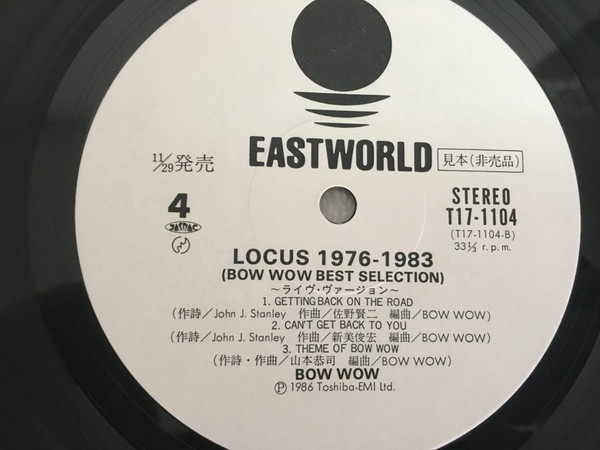 EASTWORLD
見本(非売品)
11/29発売
4
JASRAC
STEREO
T17-1104
(T17-1104-B)
33⅓ r.p.m.
LOCUS 1976-1983
(BOW WOW BEST SELECTION)
～ライヴ・ヴァージョン～
1. GETTING BACK ON THE ROAD
(作詩/John J. Stanley 作曲/佐野賢二 編曲/BOW WOW)
2. CAN'T GET BACK TO YOU
(作詩/John J. Stanley 作曲/新美俊宏 編曲/BOW WOW)
3. THEME OF BOW WOW
(作詩・作曲/山本恭司 編曲/BOW WOW)
BOW WOW
Ⓟ1986 Toshiba-EMI Ltd.